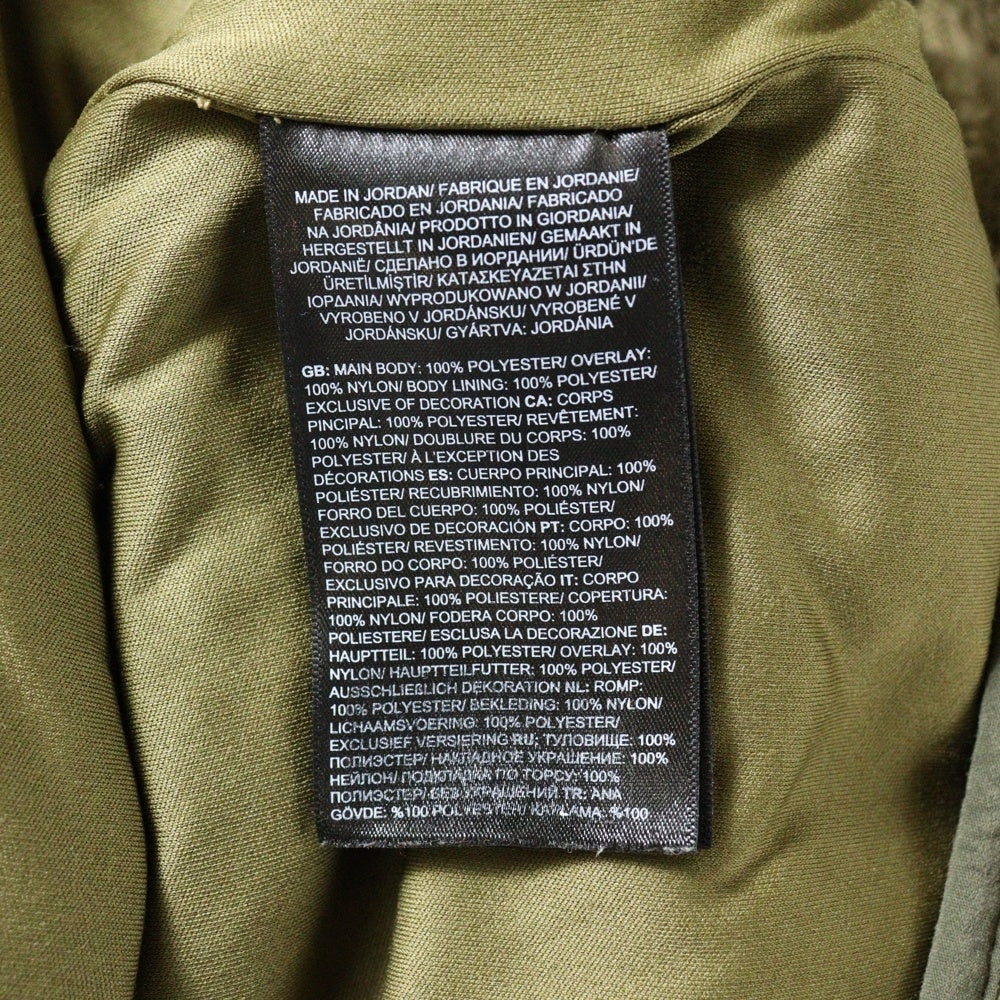 MADE IN JORDAN/ FABRIQUE EN JORDANIE/
FABRICADO EN JORDANIA/ FABRICADO
NA JORDÂNIA/ PRODOTTO IN GIORDANIA/
HERGESTELLT IN JORDANIEN/ GEMAAKT IN
JORDANIË/ СДЕЛАНО В ИОРДАНИИ/ ÜRDÜN'DE
ÜRETİLMİŞTİR/ ΚΑΤΑΣΚΕΥΑΖΕΤΑΙ ΣΤΗΝ
ΙΟΡΔΑΝΙΑ/ WYPRODUKOWANO W JORDANII/
VYROBENO V JORDÁNSKU/ VYROBENÉ V
JORDÁNSKU/ GYÁRTVA: JORDÁNIA
GB: MAIN BODY: 100% POLYESTER/ OVERLAY:
100% NYLON/ BODY LINING: 100% POLYESTER/
EXCLUSIVE OF DECORATION CA: CORPS
PINCIPAL: 100% POLYESTER/ REVÊTEMENT:
100% NYLON/ DOUBLURE DU CORPS: 100%
POLYESTER/ À L'EXCEPTION DES
DÉCORATIONS ES: CUERPO PRINCIPAL: 100%
POLIÉSTER/ RECUBRIMIENTO: 100% NYLON/
FORRO DEL CUERPO: 100% POLIÉSTER/
EXCLUSIVO DE DECORACIÓN PT: CORPO: 100%
POLIÉSTER/ REVESTIMENTO: 100% NYLON/
FORRO DO CORPO: 100% POLIÉSTER/
EXCLUSIVO PARA DECORAÇÃO IT: CORPO
PRINCIPALE: 100% POLIESTERE/ COPERTURA:
100% NYLON/ FODERA CORPO: 100%
POLIESTERE/ ESCLUSA LA DECORAZIONE DE:
HAUPTTEIL: 100% POLYESTER/ OVERLAY: 100%
NYLON/ HAUPTTEILFUTTER: 100% POLYESTER/
AUSSCHLIEßLICH DEKORATION NL: ROMP:
100% POLYESTER/ BEKLEDING: 100% NYLON/
LICHAAMSVOERING: 100% POLYESTER/
EXCLUSIEF VERSIERING RU: ТУЛОВИЩЕ: 100%
ПОЛИЭСТЕР/ НАКЛАДНОЕ УКРАШЕНИЕ: 100%
НЕЙЛОН/ ПОДКЛАДКА ПО ТОРСУ: 100%
ПОЛИЭСТЕР/ БЕЗ УКРАШЕНИЙ TR: ANA
GÖVDE: %100 POLYESTER/ KAPLAMA: %100